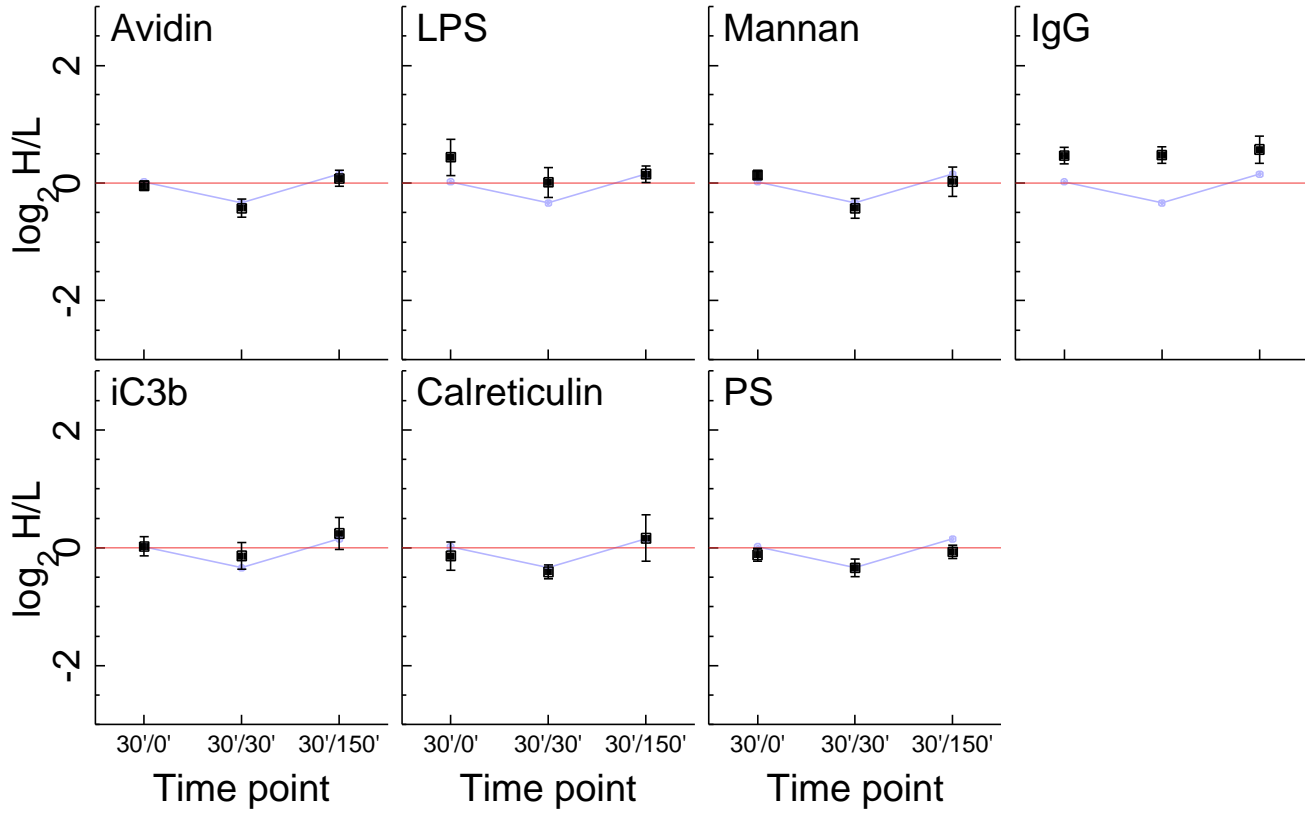 Avidin LPS Mannan IgG
2
0
-2
log2 H/L
iC3b Calreticulin PS
2
0
-2
log2 H/L
30'/0' 30'/30' 30'/150' 30'/0' 30'/30' 30'/150' 30'/0' 30'/30' 30'/150'
Time point Time point Time point